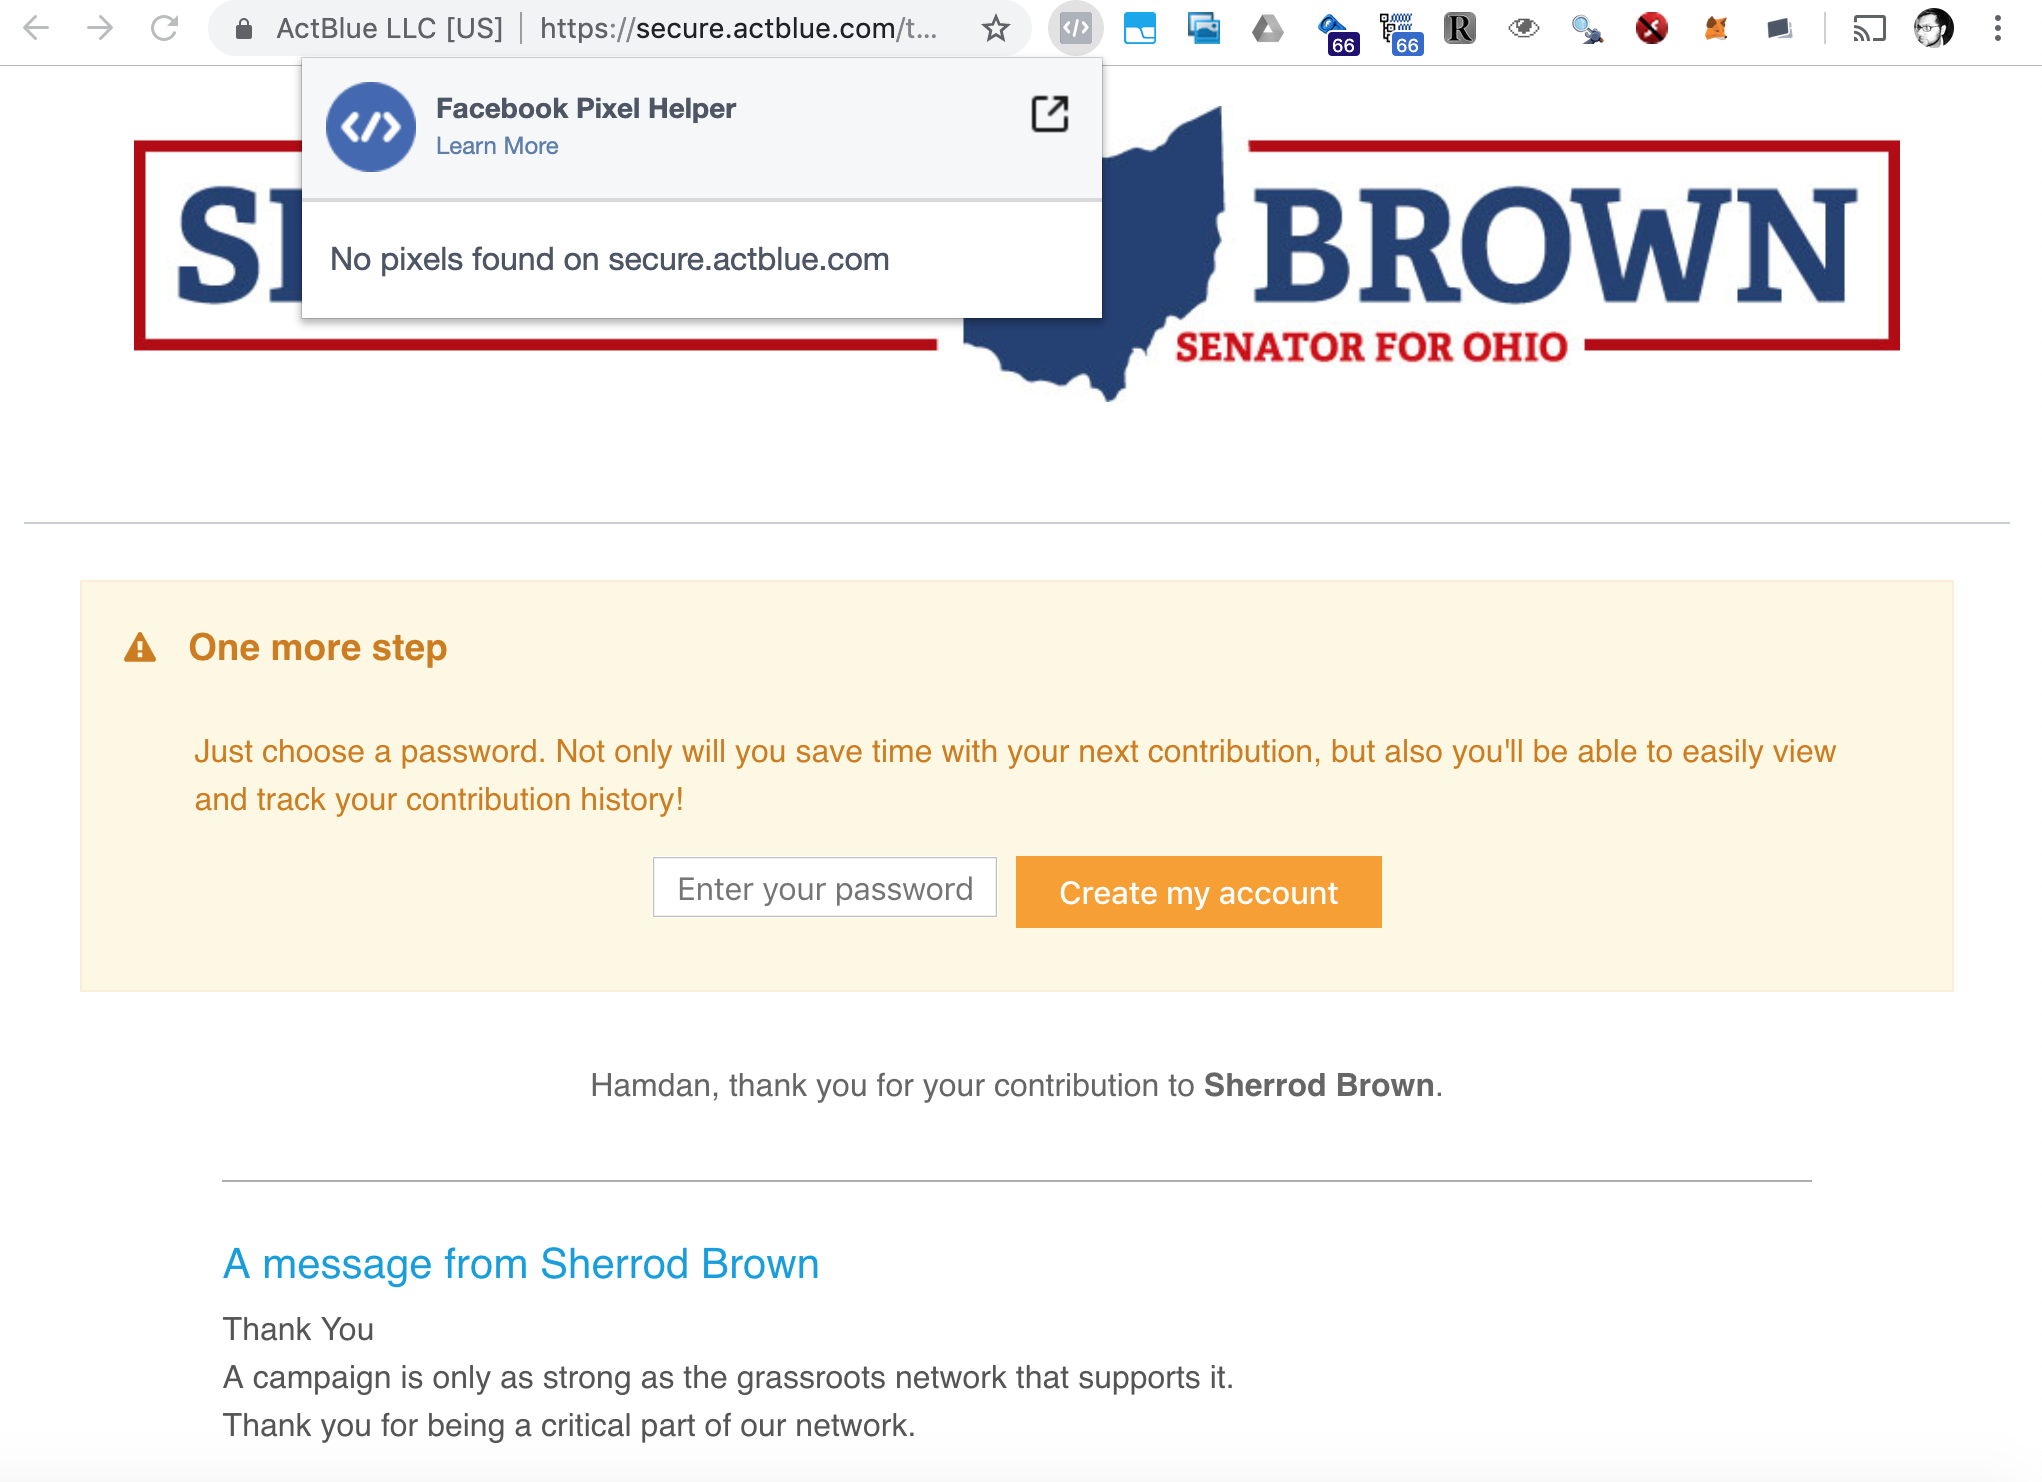 ActBlue LLC [US] | https://secure.actblue.com/t...
66
66
R
Facebook Pixel Helper
Learn More
No pixels found on secure.actblue.com
BROWN
SENATOR FOR OHIO
One more step
Just choose a password. Not only will you save time with your next contribution, but also you'll be able to easily view
and track your contribution history!
Enter your password
Create my account
Hamdan, thank you for your contribution to Sherrod Brown.
A message from Sherrod Brown
Thank You
A campaign is only as strong as the grassroots network that supports it.
Thank you for being a critical part of our network.